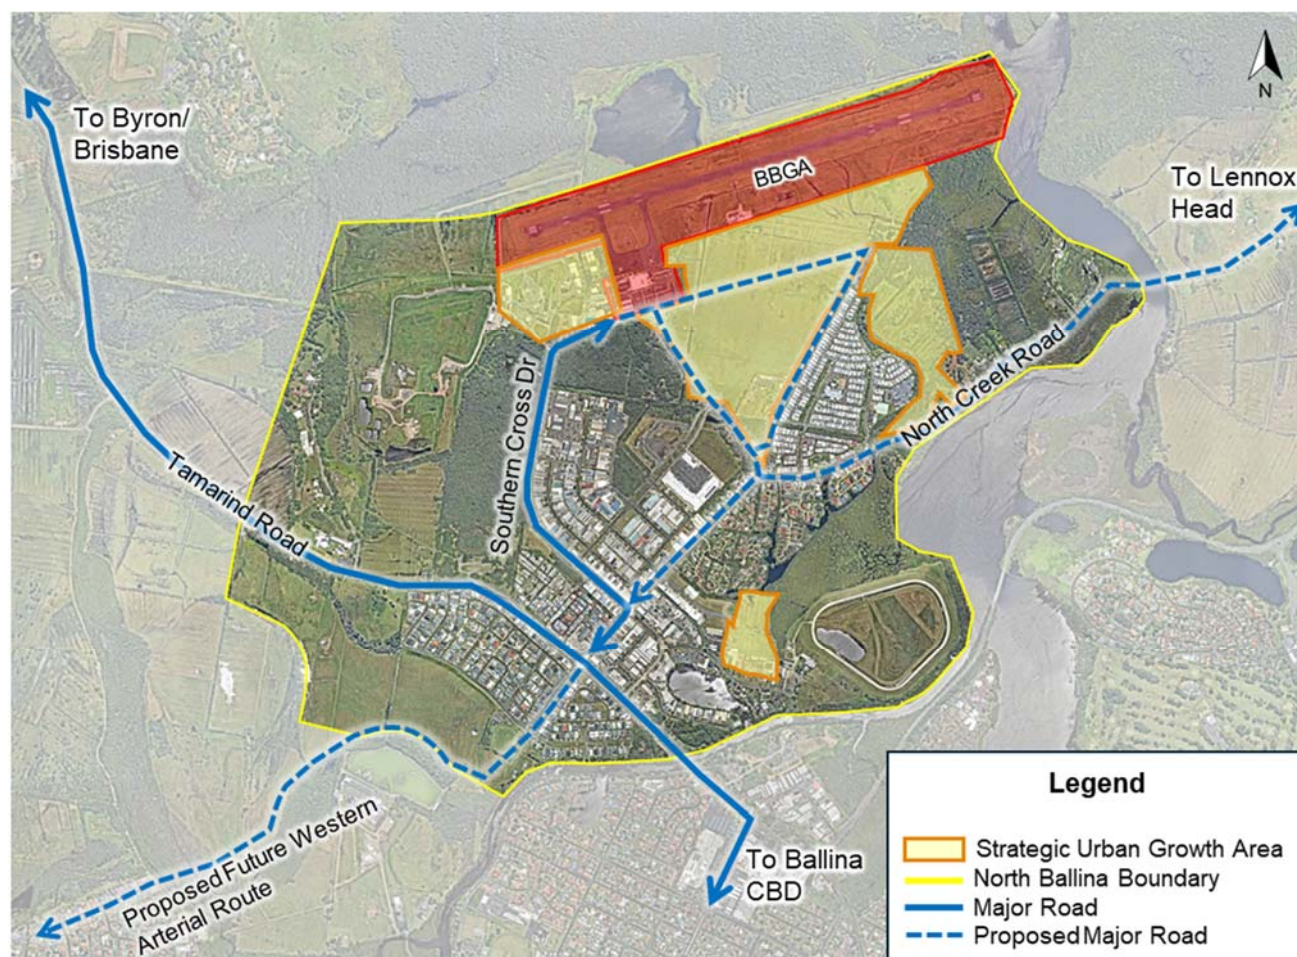 N
To Byron/
Brisbane
BBGA
To Lennox
Head
Southern Cross Dr
North Creek Road
Tamarind Road
Proposed Future Western
Arterial Route
To Ballina
CBD
Legend
Strategic Urban Growth Area
North Ballina Boundary
Major Road
Proposed Major Road